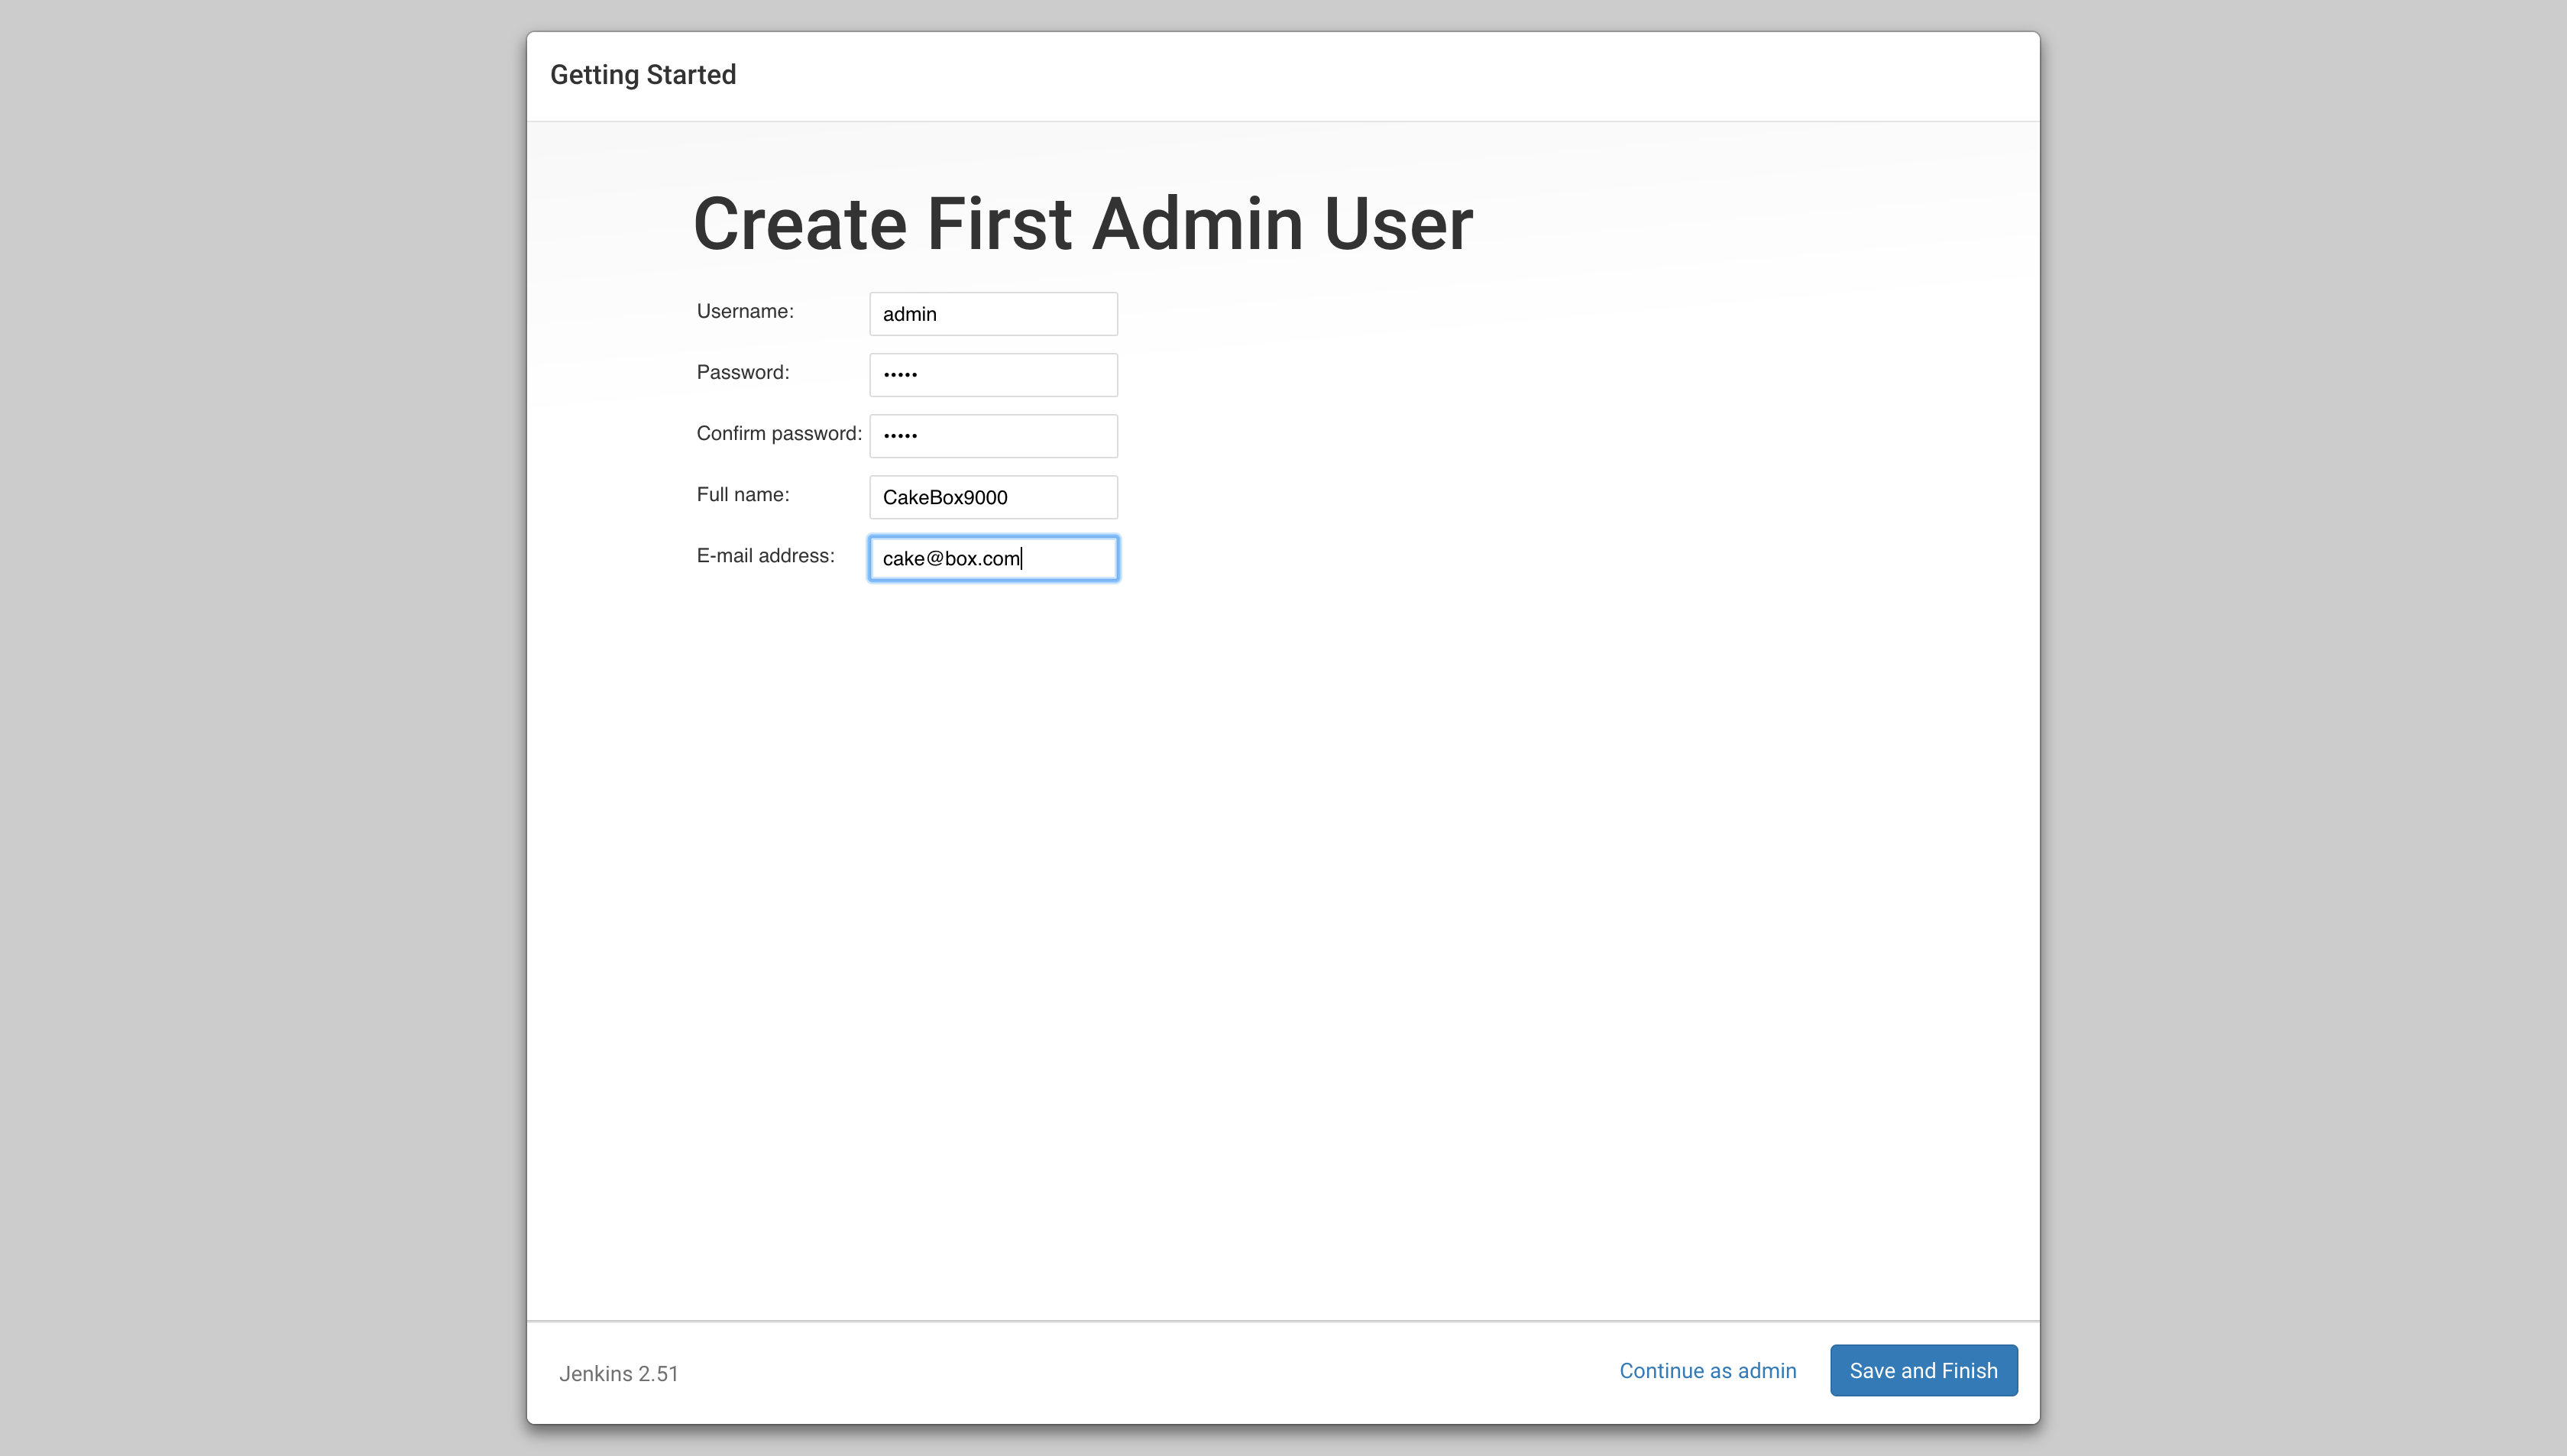 Getting Started
Create First Admin User
Username: admin
Password: •••••
Confirm password: •••••
Full name: CakeBox9000
E-mail address: cake@box.com
Jenkins 2.51 Continue as admin Save and Finish